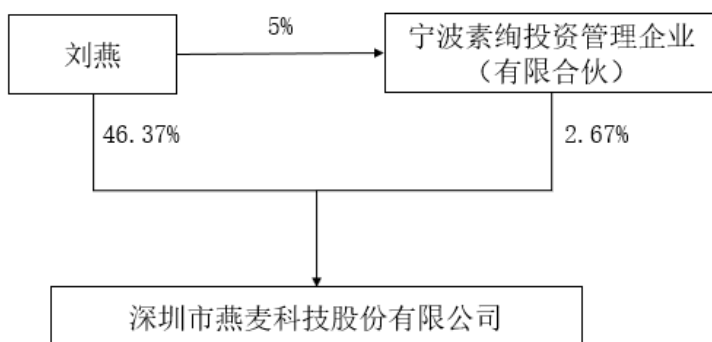 5%
刘燕
宁波素绚投资管理企业
（有限合伙）
46.37%
2.67%
深圳市燕麦科技股份有限公司